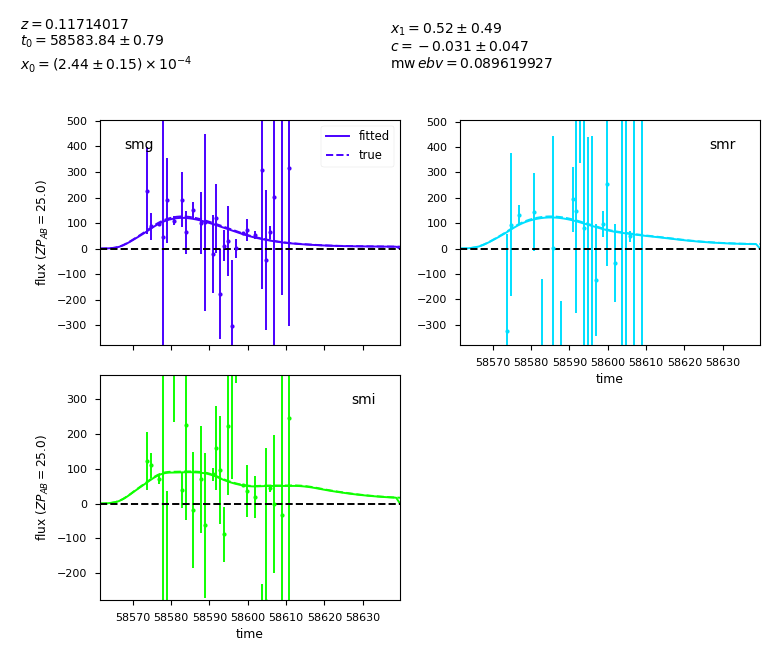 z = 0.11714017
t₀ = 58583.84 ± 0.79
x₀ = (2.44 ± 0.15) × 10⁻⁴
x₁ = 0.52 ± 0.49
c = −0.031 ± 0.047
mw ebv = 0.089619927
smg
fitted
true
500
400
300
200
100
0
−100
−200
−300
flux (ZP_AB = 25.0)
smr
500
400
300
200
100
0
−100
−200
−300
58570 58580 58590 58600 58610 58620 58630
time
smi
300
200
100
0
−100
−200
flux (ZP_AB = 25.0)
58570 58580 58590 58600 58610 58620 58630
time